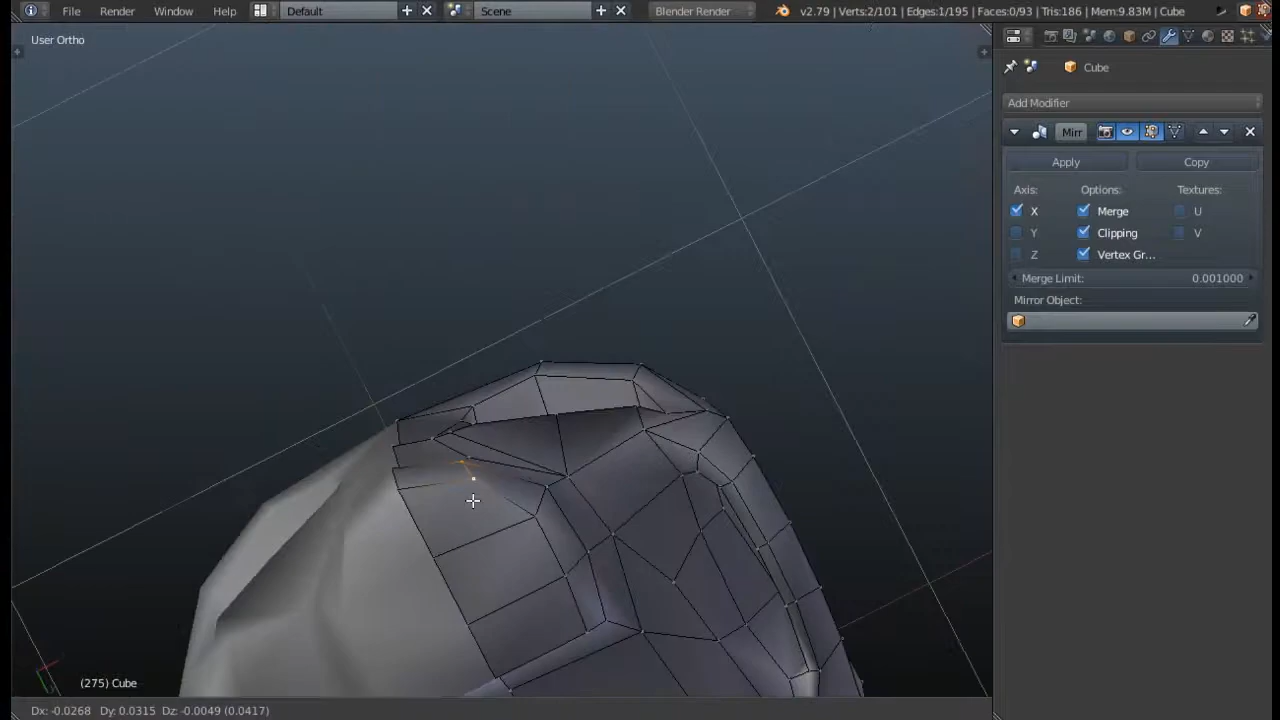 File Render Window Help Default Scene Blender Render v2.79 | Verts:2/101 | Edges:1/195 | Faces:0/93 | Tris:186 | Mem:9.83M | Cube
User Ortho
Cube
Add Modifier
Mirr
Apply Copy
Axis: Options: Textures:
X Merge U
Y Clipping V
Z Vertex Gr...
Merge Limit: 0.001000
Mirror Object:
(275) Cube
Dx: -0.0268 Dy: 0.0315 Dz: -0.0049 (0.0417)